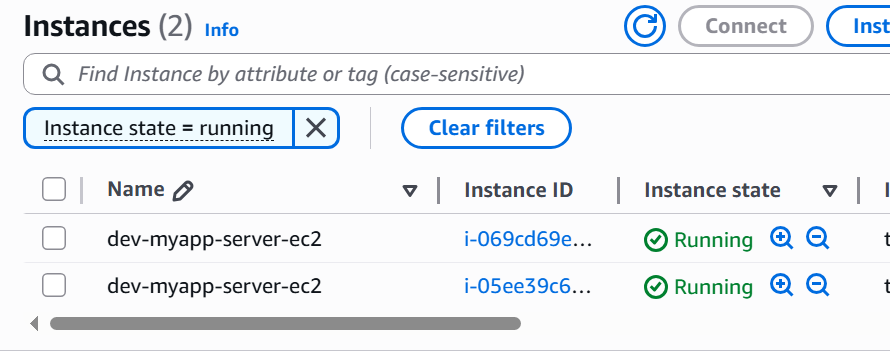 Instances (2) Info
Connect
Inst
Find Instance by attribute or tag (case-sensitive)
Instance state = running
Clear filters
Name
Instance ID
Instance state
I
dev-myapp-server-ec2 i-069cd69e... Running t
dev-myapp-server-ec2 i-05ee39c6... Running t